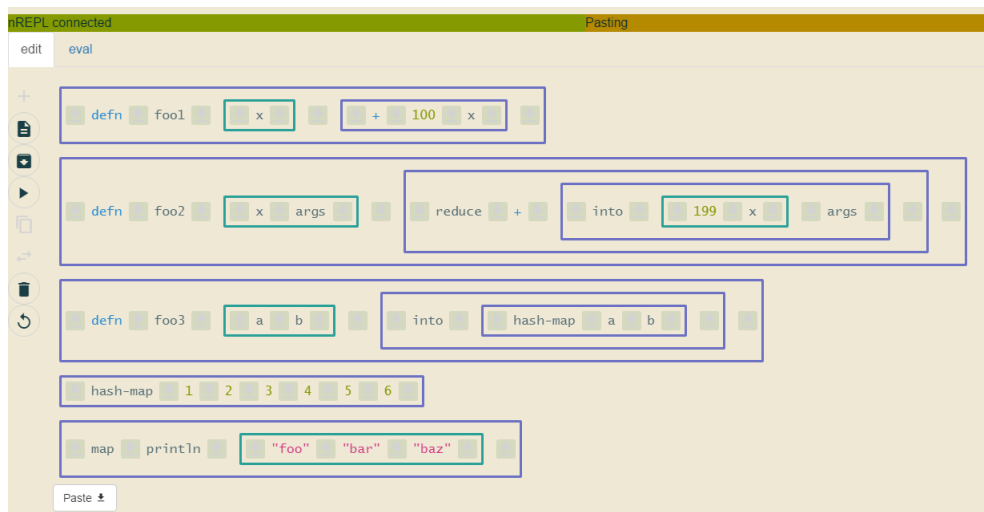 nREPL connected Pasting
edit eval
defn foo1 x + 100 x
defn foo2 x args reduce + into 199 x args
defn foo3 a b into hash-map a b
hash-map 1 2 3 4 5 6
map println "foo" "bar" "baz"
Paste